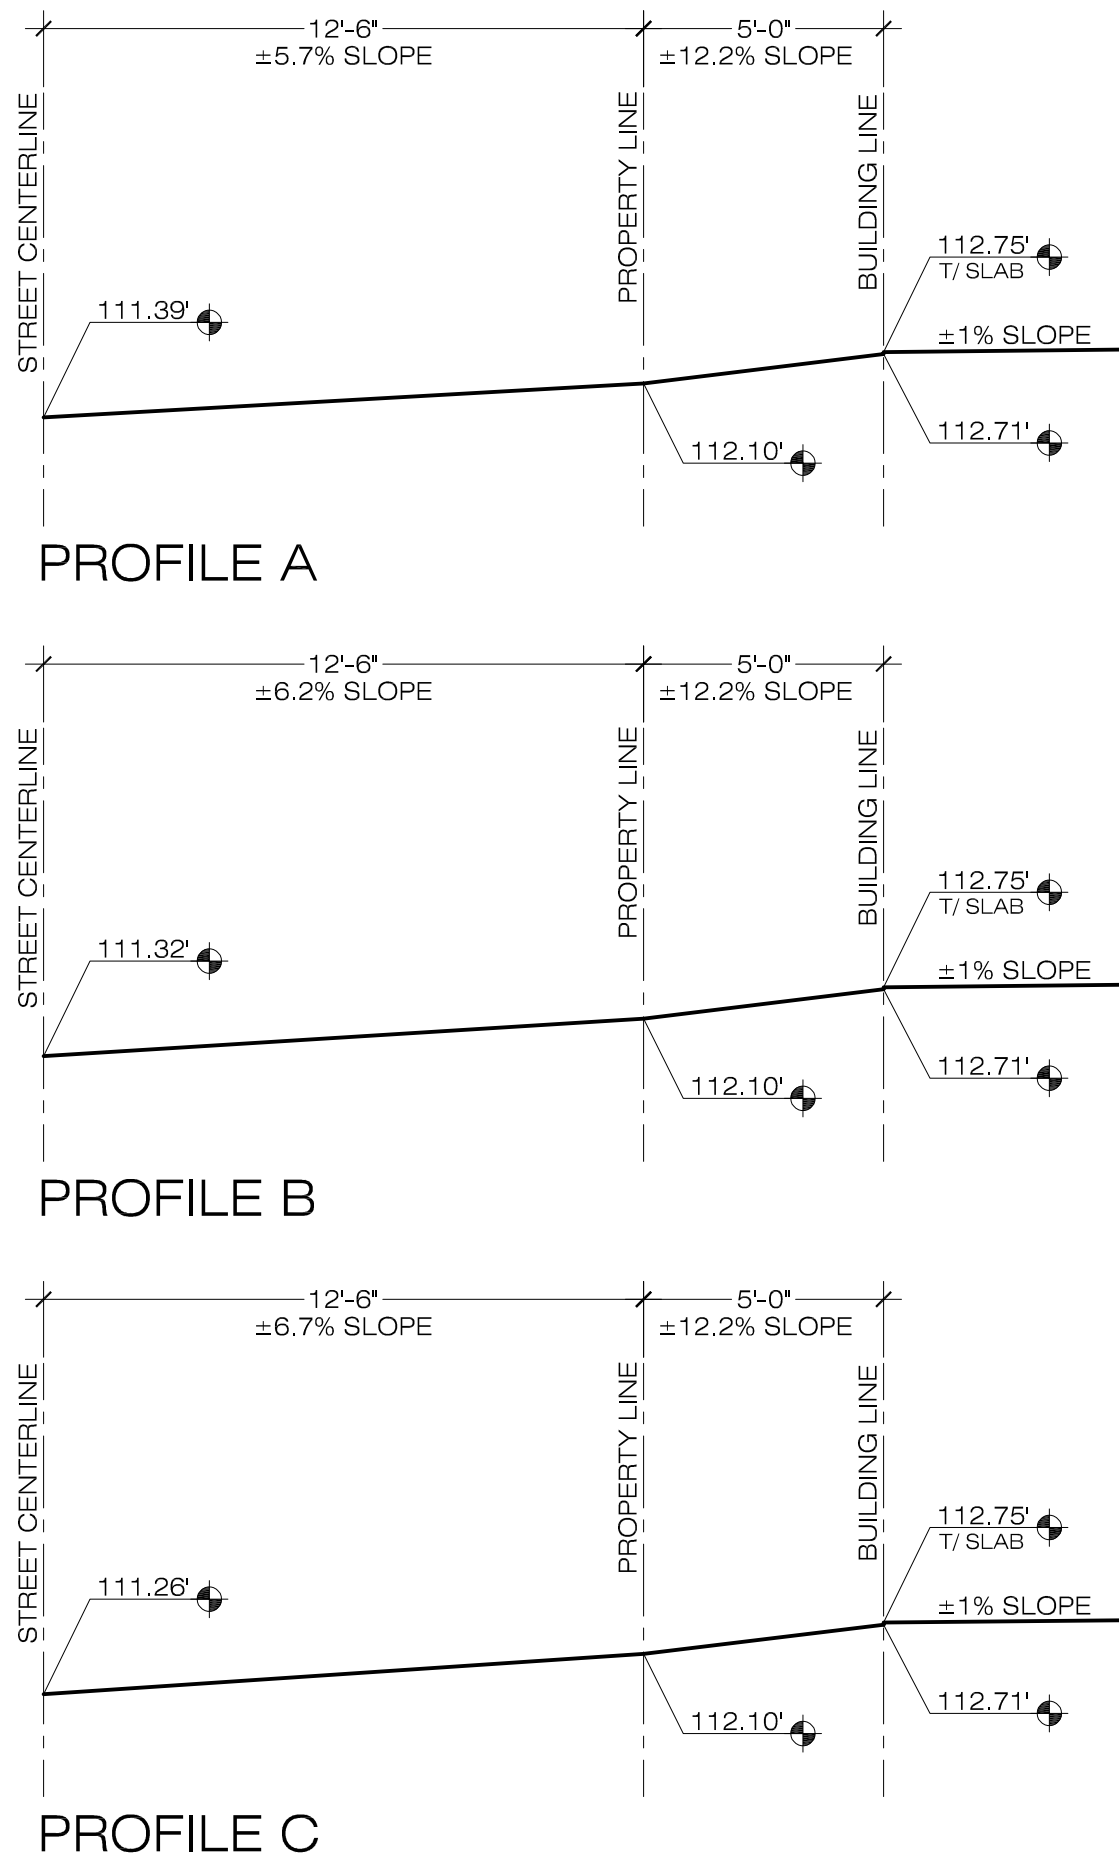 12'-6"
±5.7% SLOPE
5'-0"
±12.2% SLOPE
STREET CENTERLINE
PROPERTY LINE
BUILDING LINE
112.75'
T/ SLAB
111.39'
±1% SLOPE
112.10'
112.71'
PROFILE A
12'-6"
±6.2% SLOPE
5'-0"
±12.2% SLOPE
STREET CENTERLINE
PROPERTY LINE
BUILDING LINE
112.75'
T/ SLAB
111.32'
±1% SLOPE
112.10'
112.71'
PROFILE B
12'-6"
±6.7% SLOPE
5'-0"
±12.2% SLOPE
STREET CENTERLINE
PROPERTY LINE
BUILDING LINE
112.75'
T/ SLAB
111.26'
±1% SLOPE
112.10'
112.71'
PROFILE C